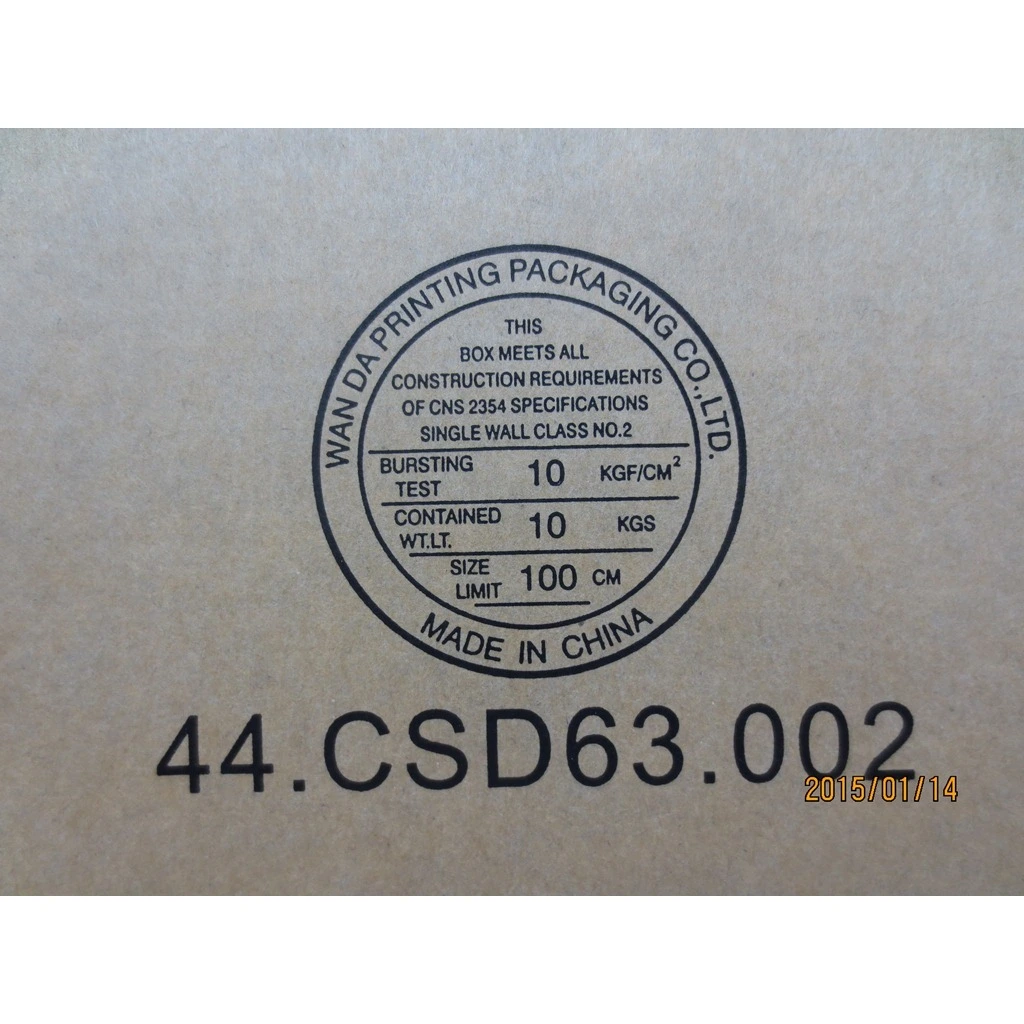 WAN DA PRINTING PACKAGING CO.,LTD.
THIS
BOX MEETS ALL
CONSTRUCTION REQUIREMENTS
OF CNS 2354 SPECIFICATIONS
SINGLE WALL CLASS NO.2
BURSTING TEST 10 KGF/CM²
CONTAINED WT.LT. 10 KGS
SIZE LIMIT 100 CM
MADE IN CHINA
44.CSD63.002
2015/01/14